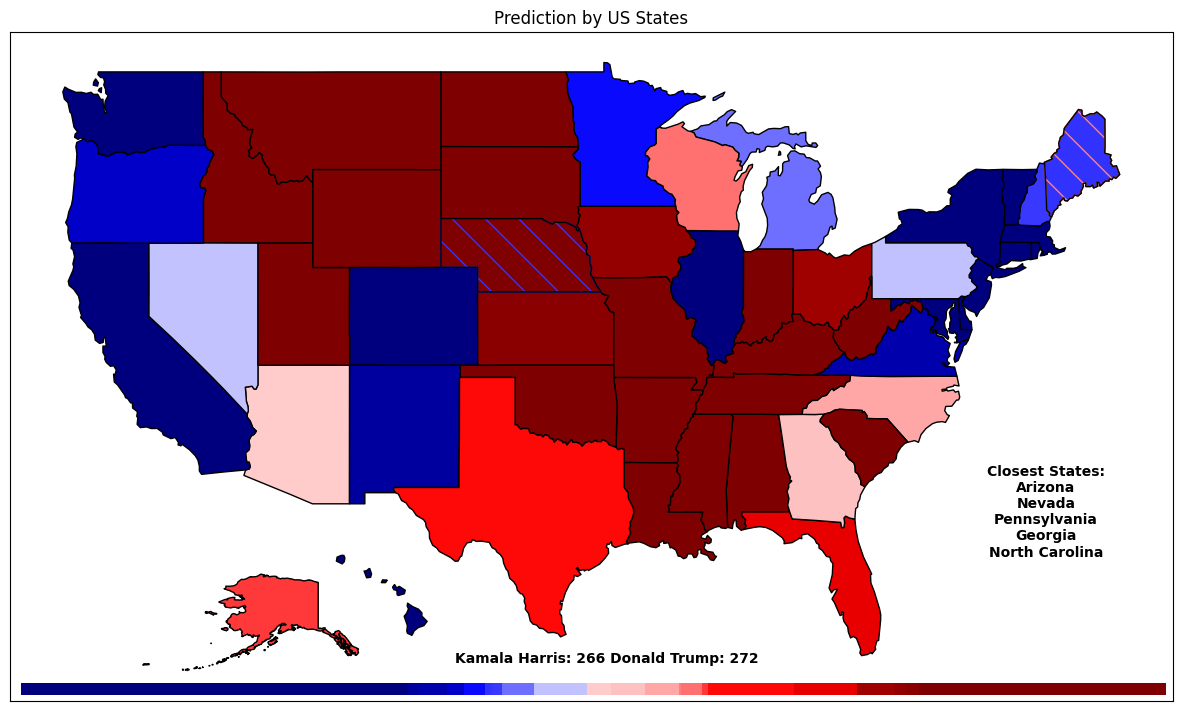 Prediction by US States
Closest States:
Arizona
Nevada
Pennsylvania
Georgia
North Carolina
Kamala Harris: 266 Donald Trump: 272